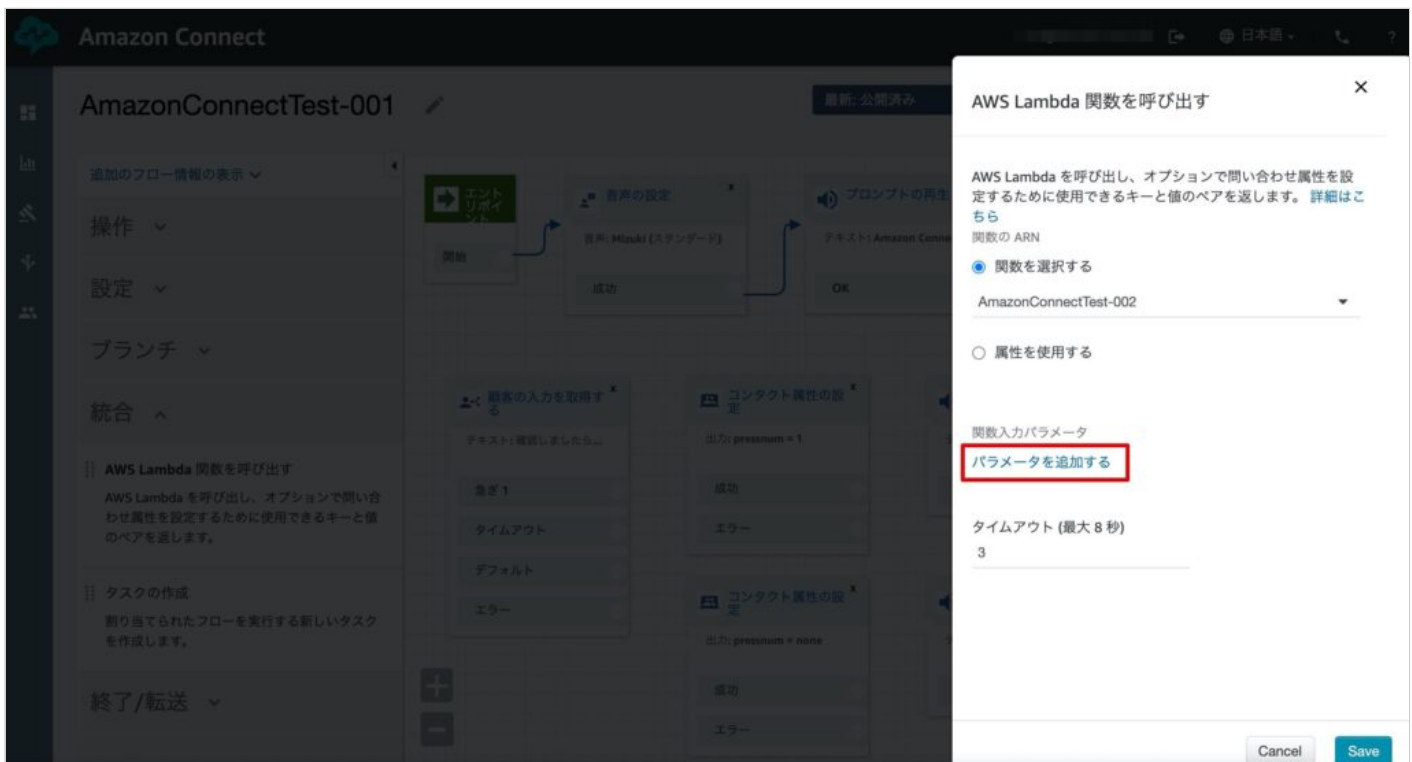 Amazon Connect
日本語
?
AmazonConnectTest-001
最新: 公開済み
追加のフロー情報の表示
操作
設定
ブランチ
統合
AWS Lambda 関数を呼び出す
AWS Lambda を呼び出し、オプションで問い合
わせ属性を設定するために使用できるキーと値
のペアを返します。
タスクの作成
割り当てられたフローを実行する新しいタスク
を作成します。
終了/転送
エント
リポイ
ント
開始
音声の設定
x
音声: Mizuki (スタンダード)
成功
プロンプトの再生
テキスト: Amazon Conne
OK
顧客の入力を取得す
る
x
テキスト: 確認しましたら...
急ぎ 1
タイムアウト
デフォルト
エラー
コンタクト属性の設
定
x
出力: pressnum = 1
成功
エラー
コンタクト属性の設
定
x
出力: pressnum = none
成功
エラー
AWS Lambda 関数を呼び出す
×
AWS Lambda を呼び出し、オプションで問い合わせ属性を設
定するために使用できるキーと値のペアを返します。 詳細はこ
ちら
関数の ARN
関数を選択する
AmazonConnectTest-002
属性を使用する
関数入力パラメータ
パラメータを追加する
タイムアウト (最大 8 秒)
3
Cancel
Save